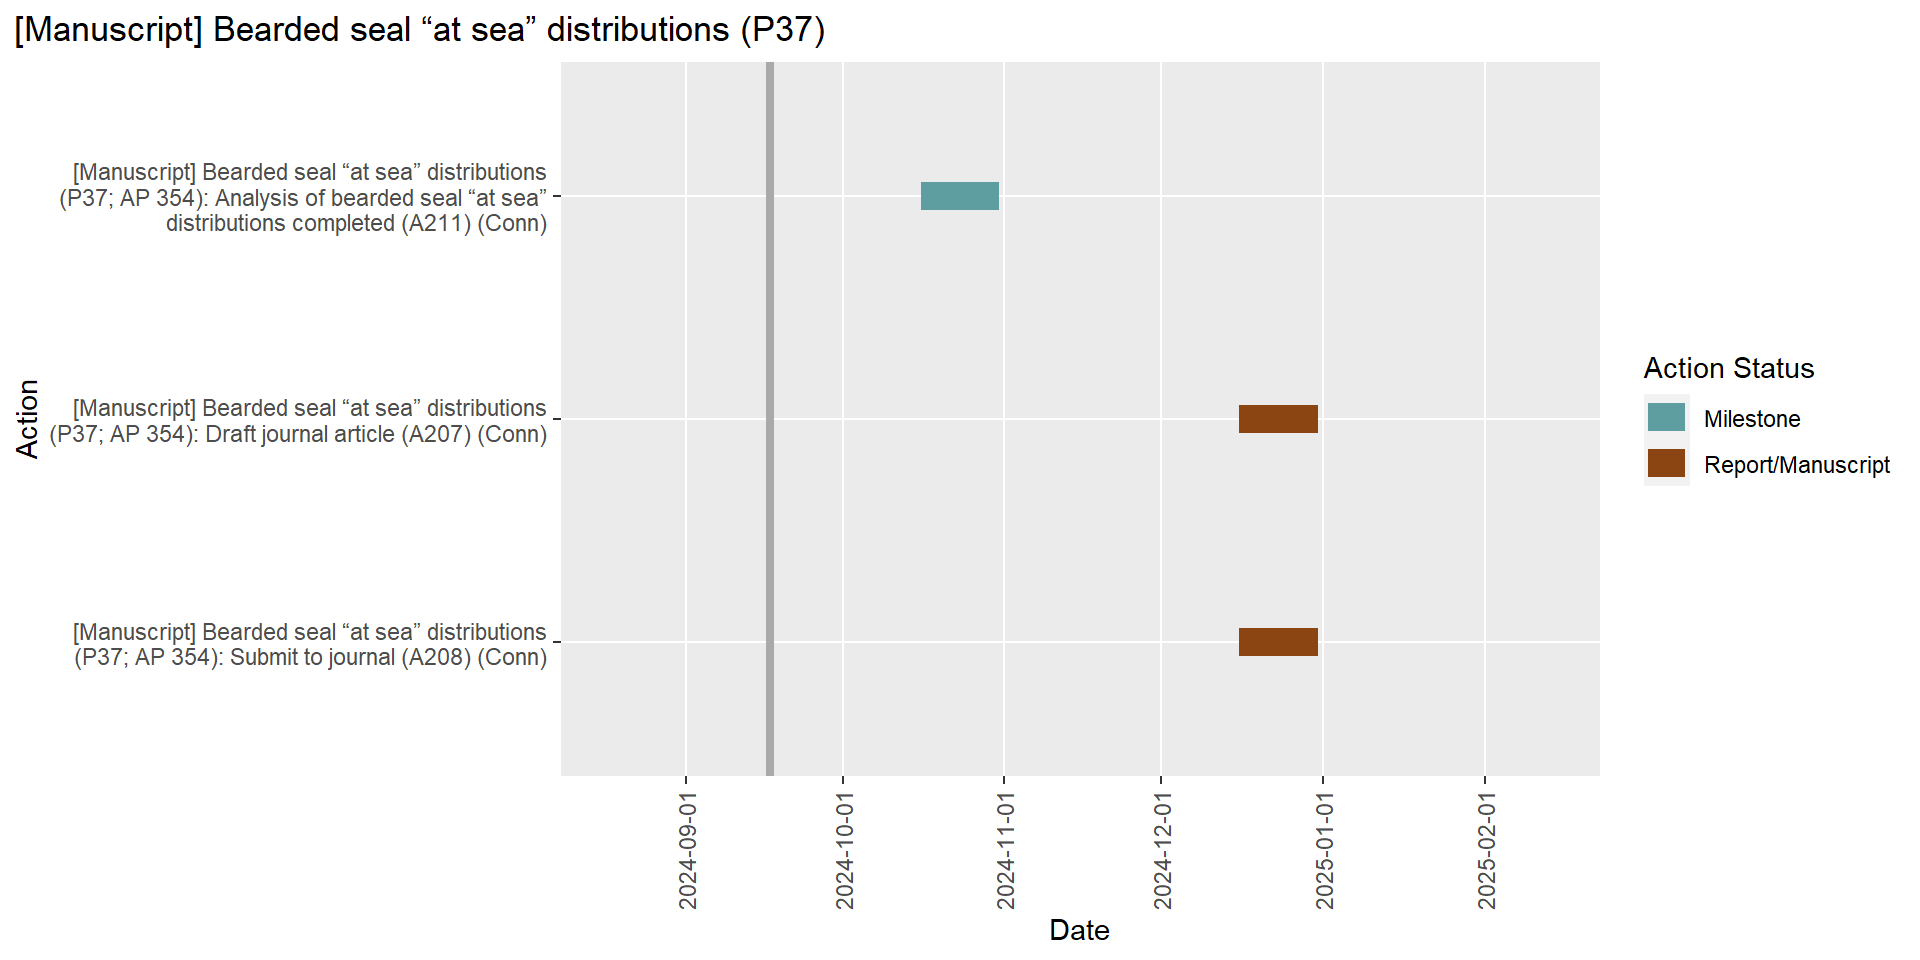 [Manuscript] Bearded seal “at sea” distributions (P37)
[Manuscript] Bearded seal “at sea” distributions
(P37; AP 354): Analysis of bearded seal “at sea”
distributions completed (A211) (Conn)
[Manuscript] Bearded seal “at sea” distributions
(P37; AP 354): Draft journal article (A207) (Conn)
[Manuscript] Bearded seal “at sea” distributions
(P37; AP 354): Submit to journal (A208) (Conn)
Action
2024-09-01
2024-10-01
2024-11-01
2024-12-01
2025-01-01
2025-02-01
Date
Action Status
Milestone
Report/Manuscript